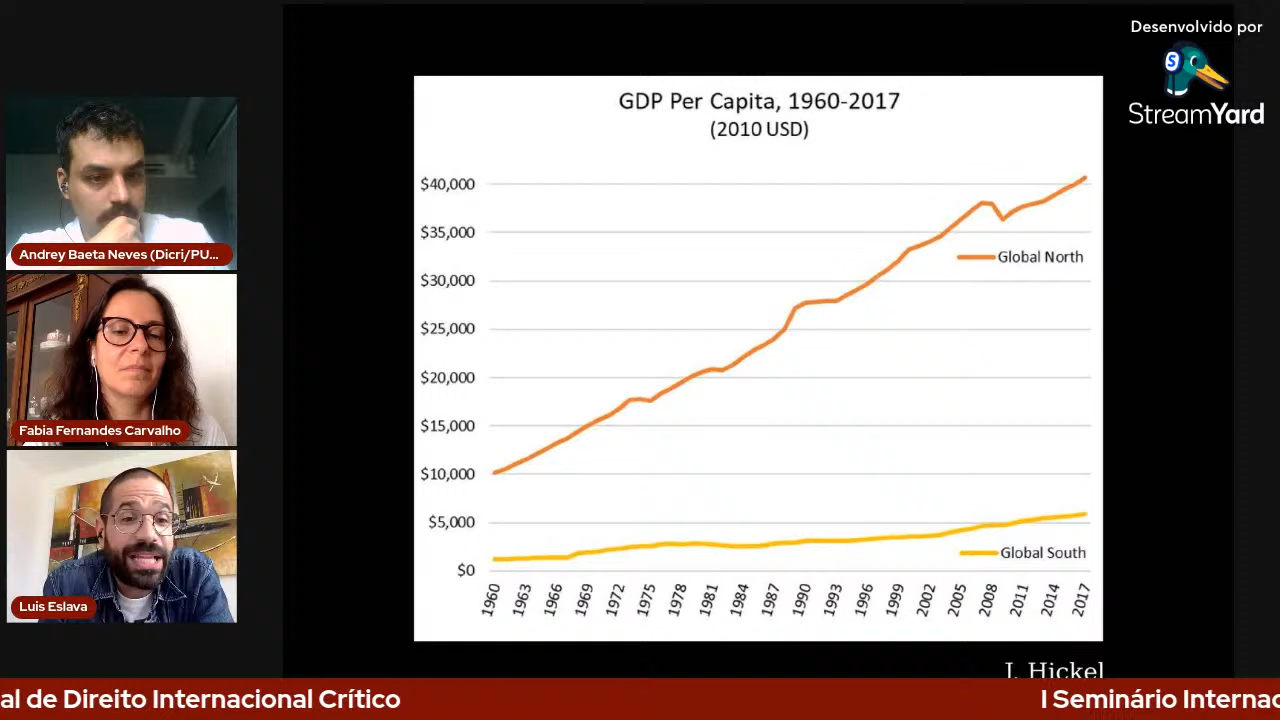 Desenvolvido por
StreamYard
GDP Per Capita, 1960-2017
(2010 USD)
$40,000
$35,000
$30,000
$25,000
$20,000
$15,000
$10,000
$5,000
$0
Global North
Global South
1960
1963
1966
1969
1972
1975
1978
1981
1984
1987
1990
1993
1996
1999
2002
2005
2008
2011
2014
2017
J. Hickel
Andrey Baeta Neves (Dicri/PU...
Fabia Fernandes Carvalho
Luis Eslava
al de Direito Internacional Crítico
I Seminário Internac